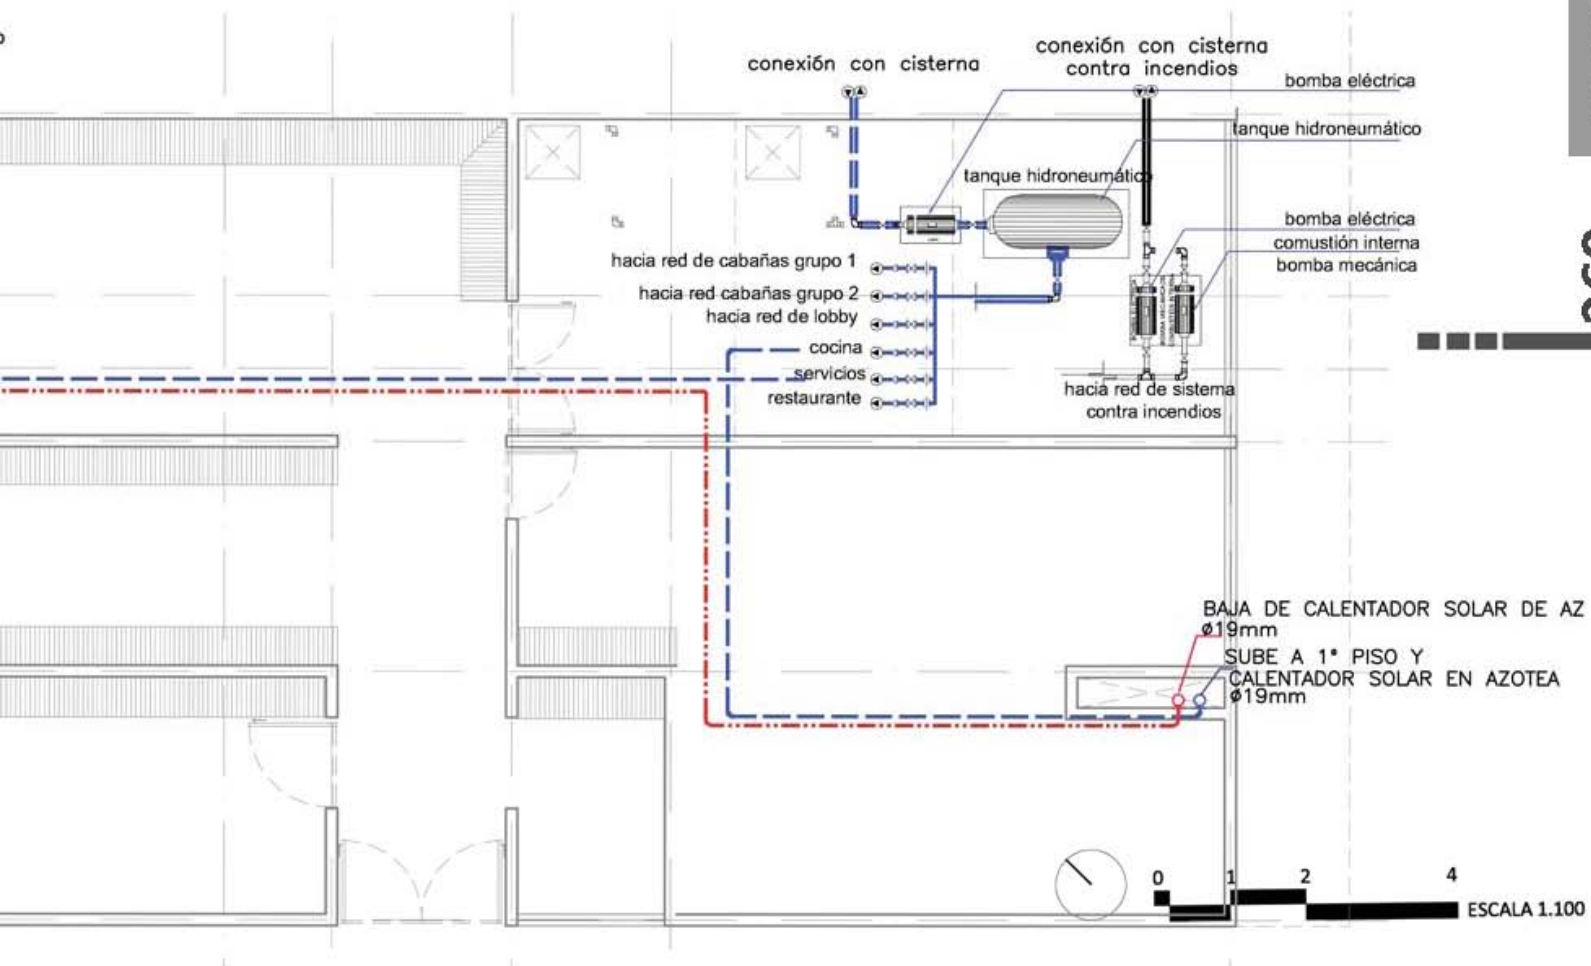 conexión con cisterna
conexión con cisterna
contra incendios
bomba eléctrica
tanque hidroneumático
tanque hidroneumático
bomba eléctrica
comustión interna
bomba mecánica
hacia red de cabañas grupo 1
hacia red cabañas grupo 2
hacia red de lobby
cocina
servicios
restaurante
hacia red de sistema
contra incendios
BAJA DE CALENTADOR SOLAR DE AZ
ø19mm
SUBE A 1° PISO Y
CALENTADOR SOLAR EN AZOTEA
ø19mm
0 1 2 4
ESCALA 1.100